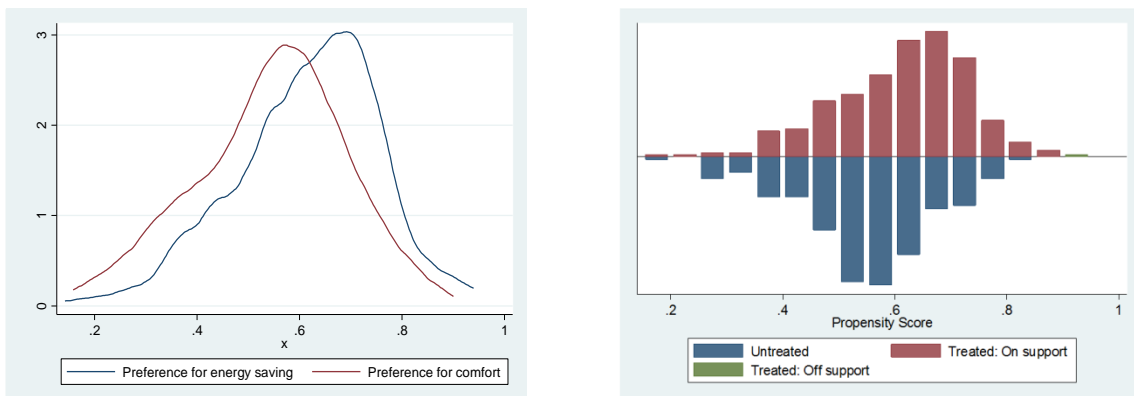 3
2
1
0
.2 .4 .6 .8 1
x
Preference for energy saving Preference for comfort
.2 .4 .6 .8 1
Propensity Score
Untreated Treated: On support
Treated: Off support